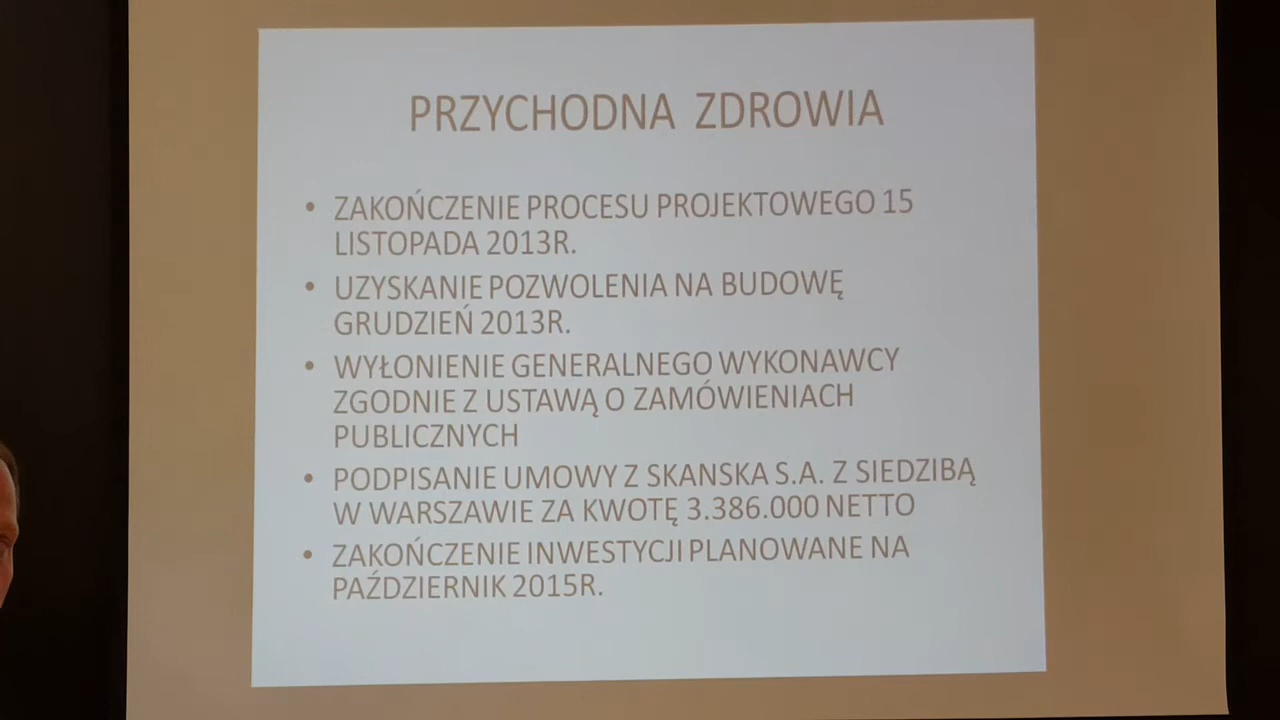 PRZYCHODNA ZDROWIA
• ZAKOŃCZENIE PROCESU PROJEKTOWEGO 15
LISTOPADA 2013R.
• UZYSKANIE POZWOLENIA NA BUDOWĘ
GRUDZIEŃ 2013R.
• WYŁONIENIE GENERALNEGO WYKONAWCY
ZGODNIE Z USTAWĄ O ZAMÓWIENIACH
PUBLICZNYCH
• PODPISANIE UMOWY Z SKANSKA S.A. Z SIEDZIBĄ
W WARSZAWIE ZA KWOTĘ 3.386.000 NETTO
• ZAKOŃCZENIE INWESTYCJI PLANOWANE NA
PAŹDZIERNIK 2015R.